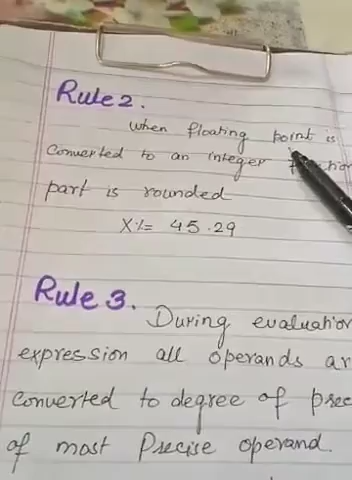 Rule 2.
When floating point is
Converted to an integer
part is rounded
X%= 45.29
Rule 3.
During evaluation
expression all operands ar
Converted to degree of prec
of most Precise operand.